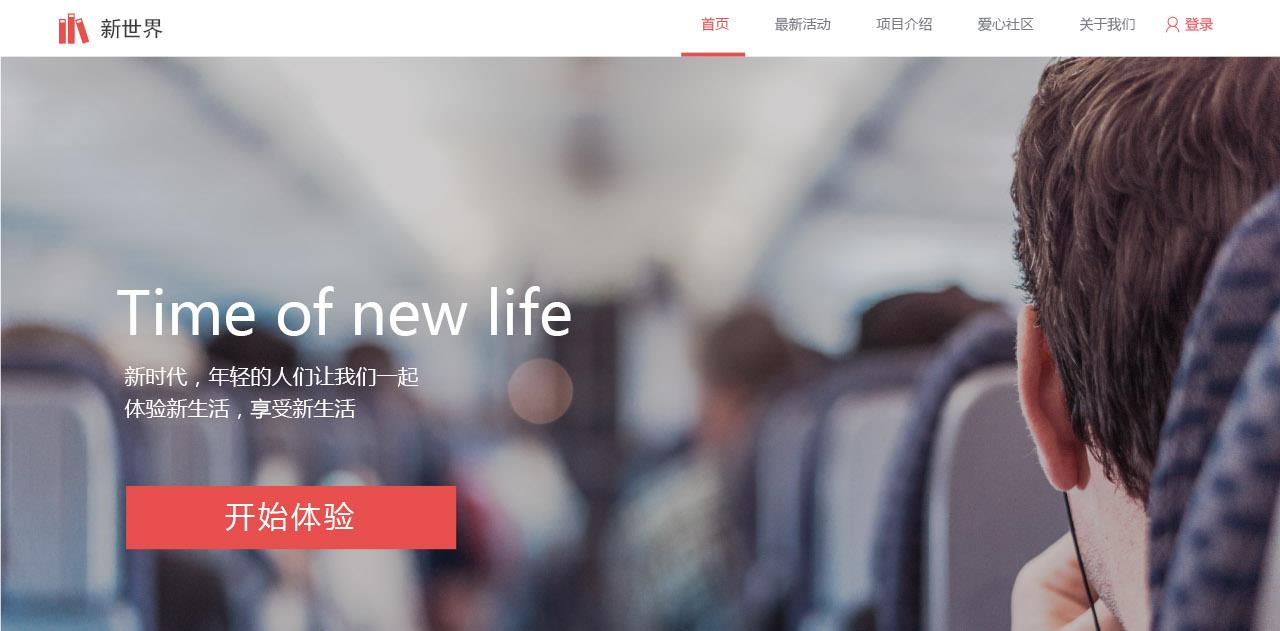 新世界
首页
最新活动
项目介绍
爱心社区
关于我们
登录
Time of new life
新时代，年轻的人们让我们一起
体验新生活，享受新生活
开始体验